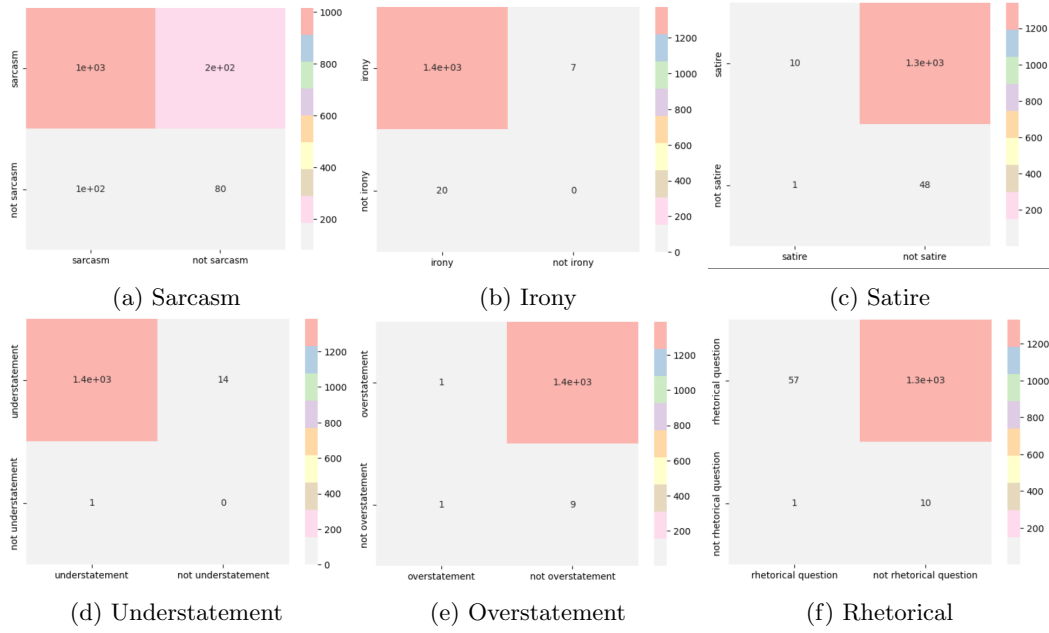 sarcasm
not sarcasm
1e+03
2e+02
1e+02
80
sarcasm
not sarcasm
1000
800
600
400
200
(a) Sarcasm
irony
not irony
1.4e+03
7
20
0
irony
not irony
1200
1000
800
600
400
200
0
(b) Irony
satire
not satire
10
1.3e+03
1
48
satire
not satire
1200
1000
800
600
400
200
(c) Satire
understatement
not understatement
1.4e+03
14
1
0
understatement
not understatement
1200
1000
800
600
400
200
0
(d) Understatement
overstatement
not overstatement
1
1.4e+03
1
9
overstatement
not overstatement
1200
1000
800
600
400
200
(e) Overstatement
rhetorical question
not rhetorical question
57
1.3e+03
1
10
rhetorical question
not rhetorical question
1200
1000
800
600
400
200
(f) Rhetorical